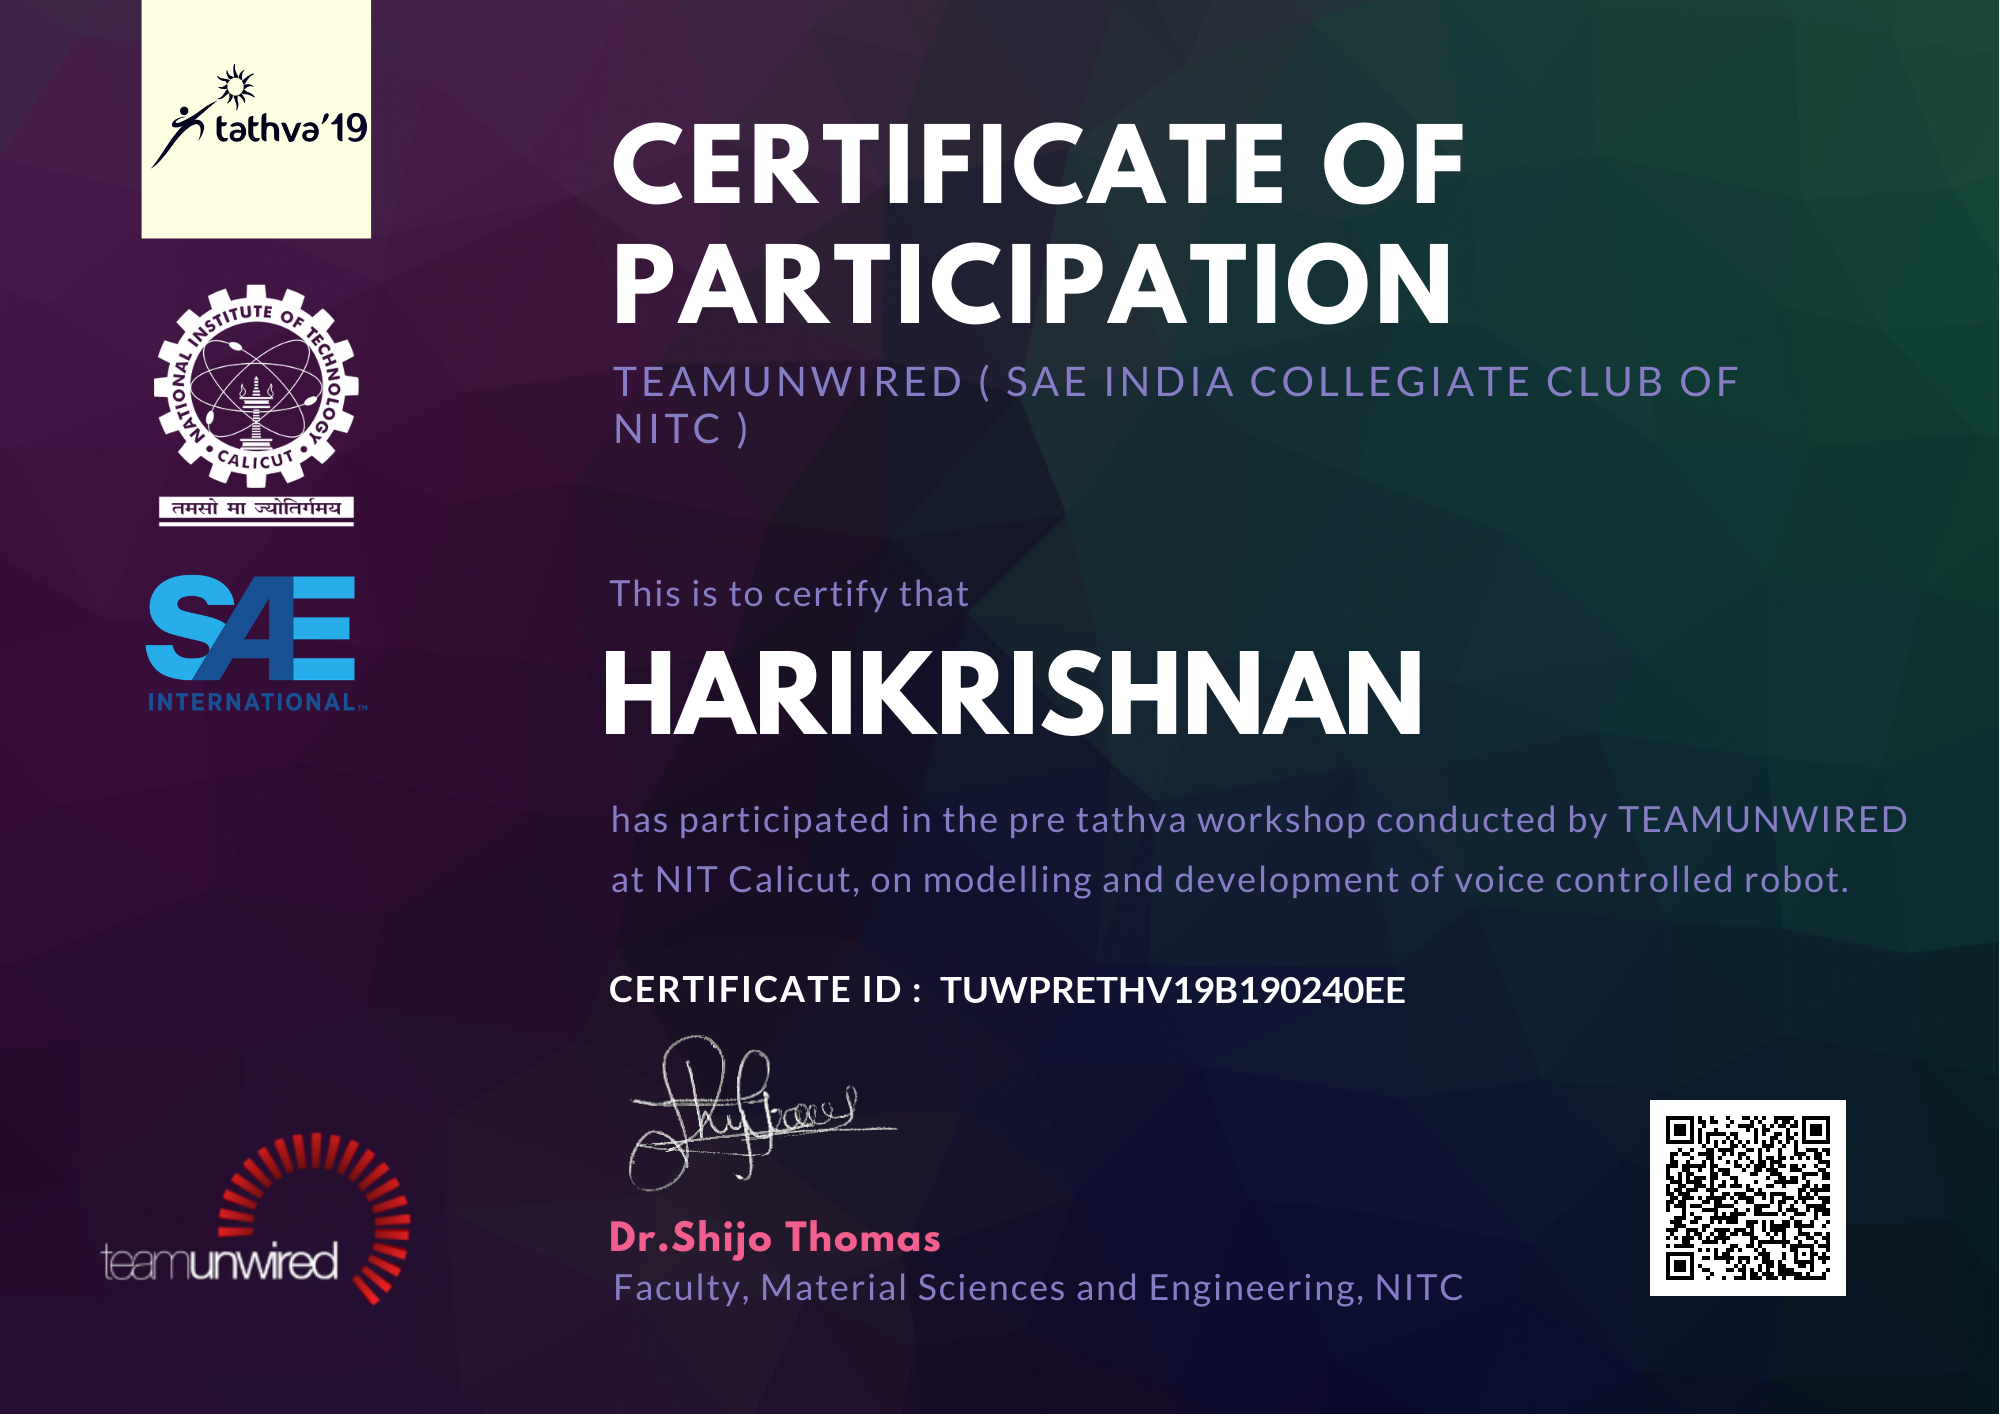 tathva'19
NATIONAL INSTITUTE OF TECHNOLOGY
• CALICUT •
तमसो मा ज्योतिर्गमय
SAE
INTERNATIONAL™
CERTIFICATE OF
PARTICIPATION
TEAMUNWIRED ( SAE INDIA COLLEGIATE CLUB OF
NITC )
This is to certify that
HARIKRISHNAN
has participated in the pre tathva workshop conducted by TEAMUNWIRED
at NIT Calicut, on modelling and development of voice controlled robot.
CERTIFICATE ID : TUWPRETHV19B190240EE
Dr.Shijo Thomas
Faculty, Material Sciences and Engineering, NITC
teamunwired